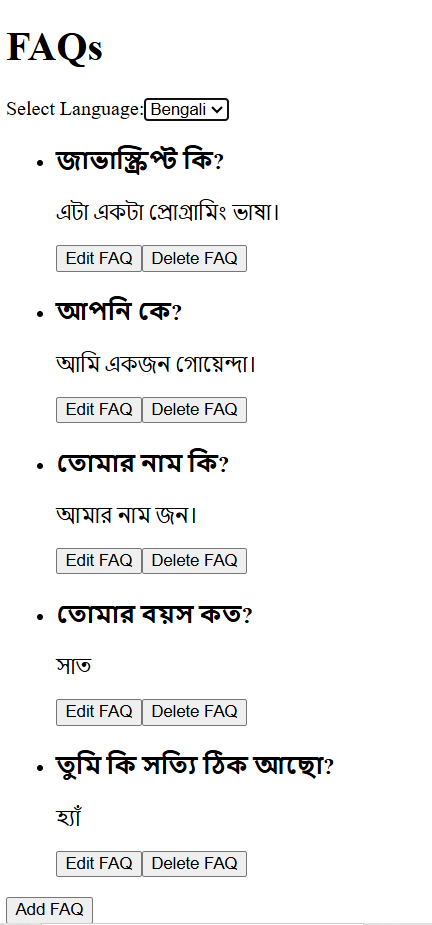 FAQs
Select Language: Bengali
জাভাস্ক্রিপ্ট কি?
এটা একটা প্রোগ্রামিং ভাষা।
Edit FAQ Delete FAQ
আপনি কে?
আমি একজন গোয়েন্দা।
Edit FAQ Delete FAQ
তোমার নাম কি?
আমার নাম জন।
Edit FAQ Delete FAQ
তোমার বয়স কত?
সাত
Edit FAQ Delete FAQ
তুমি কি সত্যি ঠিক আছো?
হ্যাঁ
Edit FAQ Delete FAQ
Add FAQ